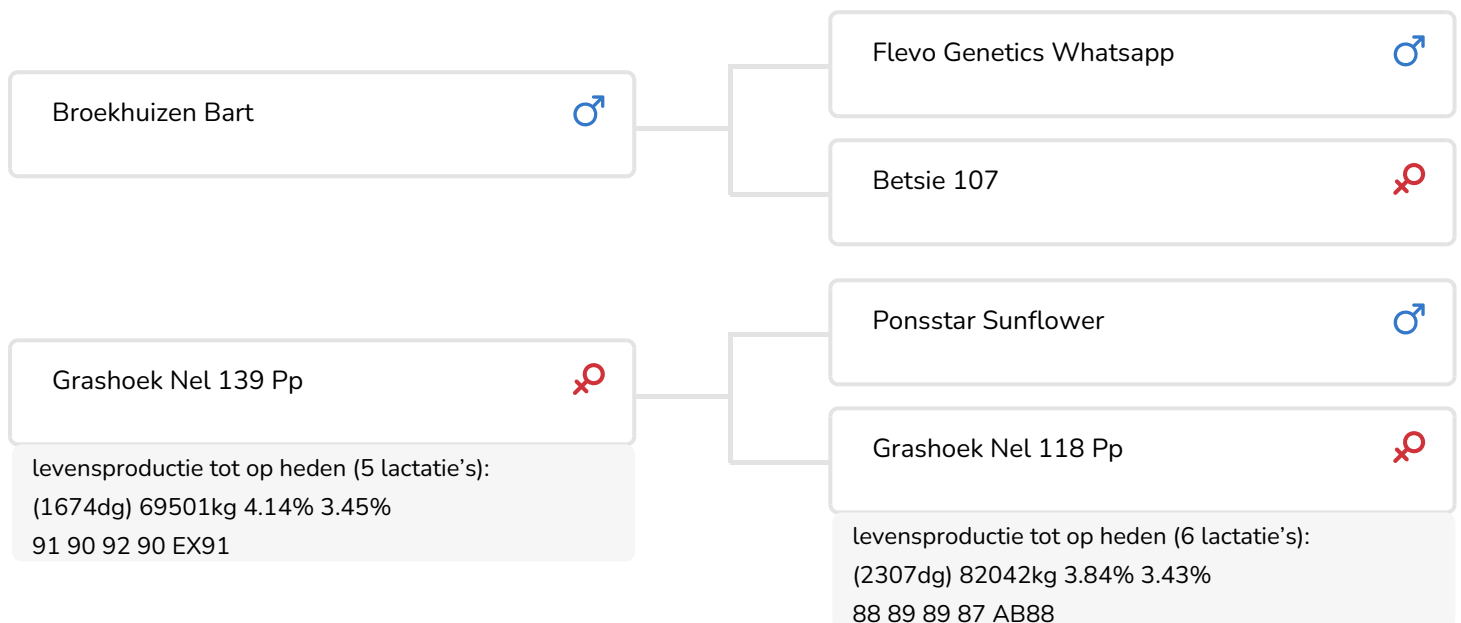 Broekhuizen Bart
Flevo Genetics Whatsapp
Betsie 107
Grashoek Nel 139 Pp
levensproductie tot op heden (5 lactatie’s):
(1674dg) 69501kg 4.14% 3.45%
91 90 92 90 EX91
Ponsstar Sunflower
Grashoek Nel 118 Pp
levensproductie tot op heden (6 lactatie’s):
(2307dg) 82042kg 3.84% 3.43%
88 89 89 87 AB88